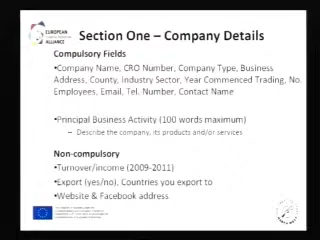 EUROPEAN
ALLIANCE
Section One – Company Details
Compulsory Fields
•Company Name, CRO Number, Company Type, Business
Address, County, Industry Sector, Year Commenced Trading, No.
Employees, Email, Tel. Number, Contact Name
•Principal Business Activity (100 words maximum)
– Describe the company, its products and/or services
Non-compulsory
•Turnover/income (2009-2011)
•Export (yes/no), Countries you export to
•Website & Facebook address